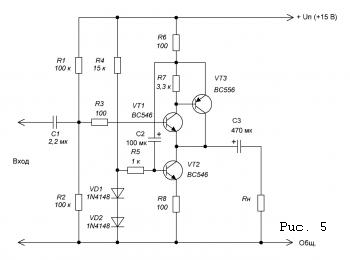 + Uп (+15 В)
R1
100 к
R4
15 к
R6
100
R7
3,3 к
VT3
BC556
R3
100
VT1
BC546
C1
2,2 мк
C2
100 мк
C3
470 мк
+
+
Вход
R5
1 к
VT2
BC546
R2
100 к
VD1
1N4148
VD2
1N4148
R8
100
Rн
Рис. 5
Общ.